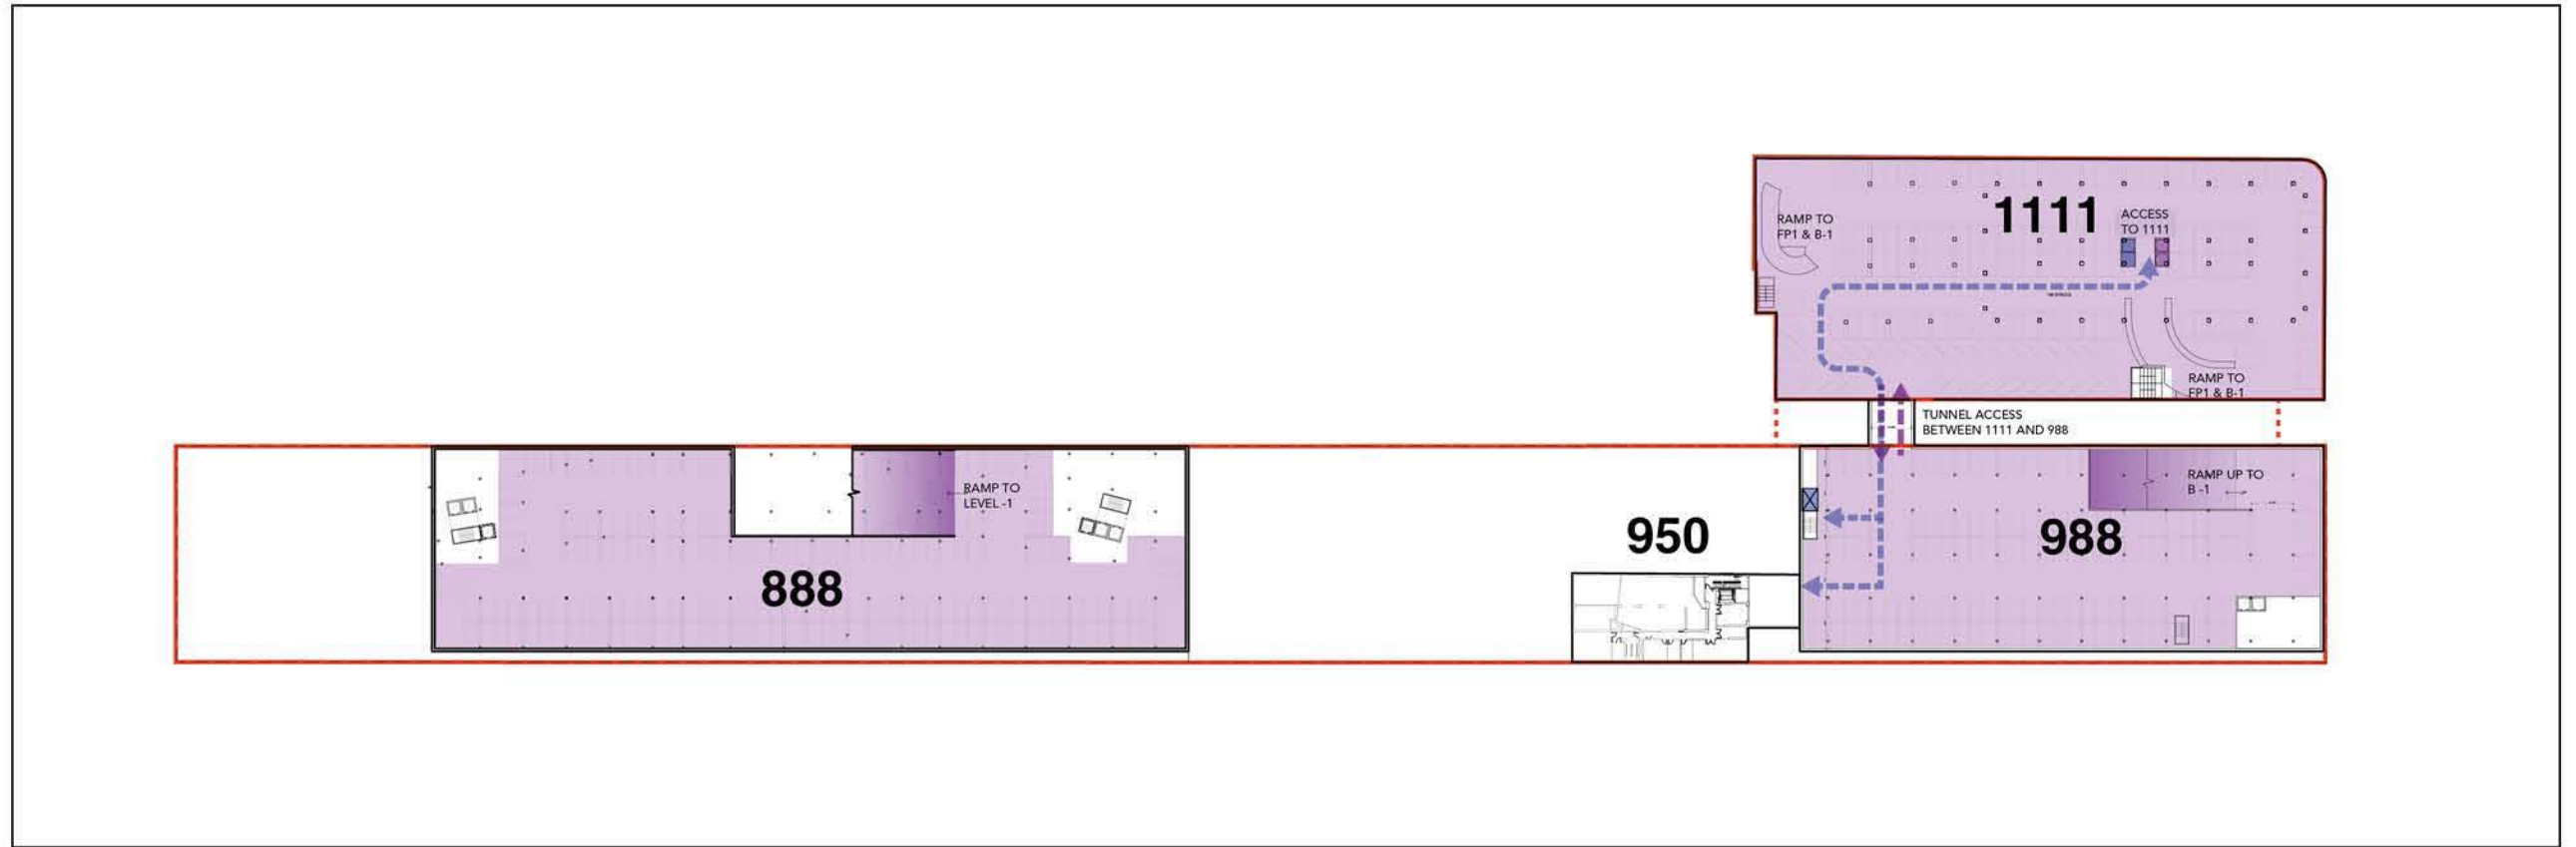 1111
ACCESS
TO 1111
RAMP TO
FP1 & B-1
RAMP TO
FP1 & B-1
TUNNEL ACCESS
BETWEEN 1111 AND 988
RAMP TO
LEVEL -1
RAMP UP TO
B -1
950
988
888